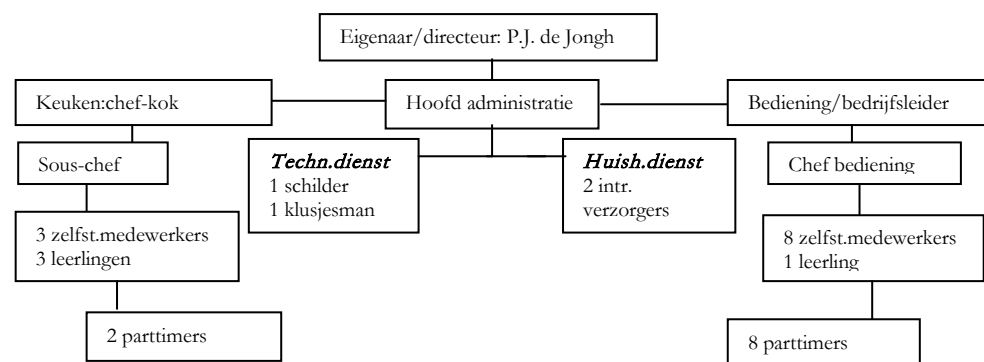 Eigenaar/directeur: P.J. de Jongh
Keuken:chef-kok
Hoofd administratie
Bediening/bedrijfsleider
Sous-chef
Techn.dienst
1 schilder
1 klusjesman
Huish.dienst
2 intr.
verzorgers
Chef bediening
3 zelfst.medewerkers
3 leerlingen
8 zelfst.medewerkers
1 leerling
2 parttimers
8 parttimers